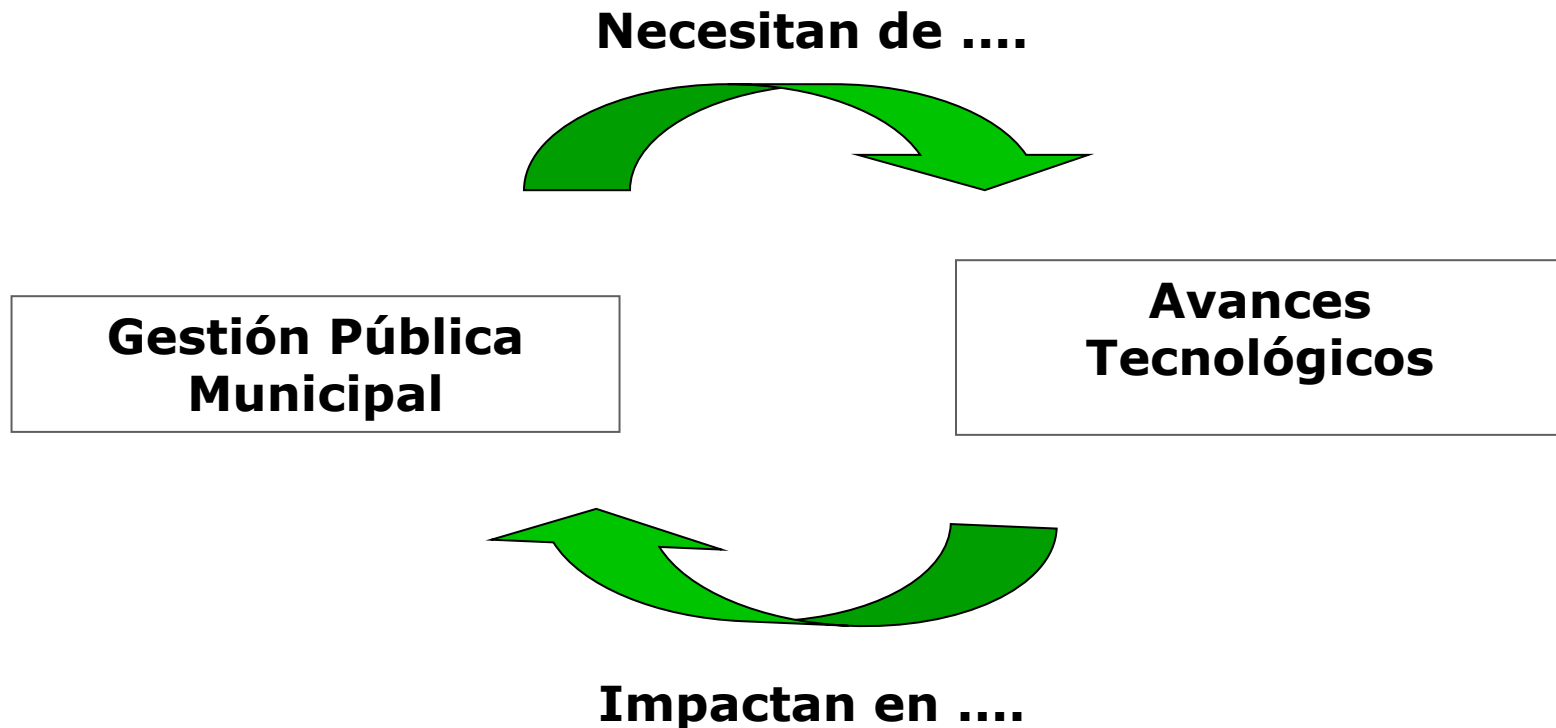 Necesitan de ....
Gestión Pública
Municipal
Avances
Tecnológicos
Impactan en ....